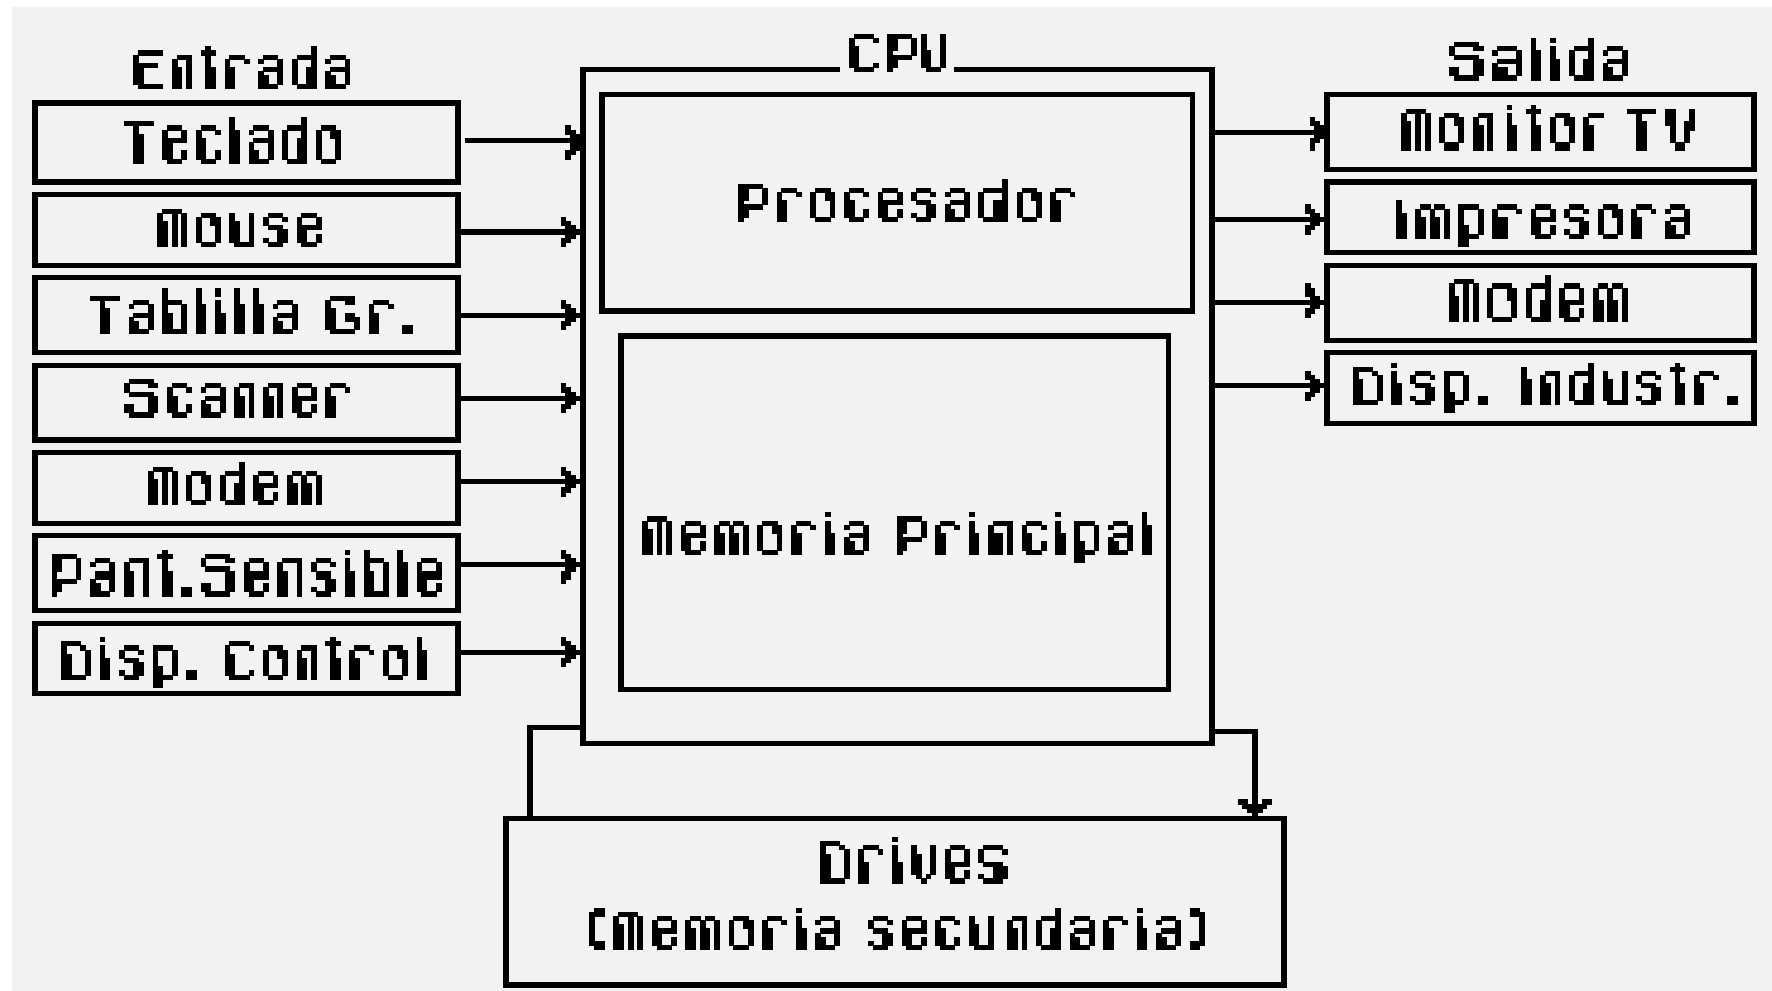 Entrada
Teclado
Mouse
Tablilla Gr.
Scanner
Modem
Pant.Sensible
Disp. Control
CPU
Procesador
Memoria Principal
Salida
Monitor TV
Impresora
Modem
Disp. Industr.
Drives
(Memoria secundaria)